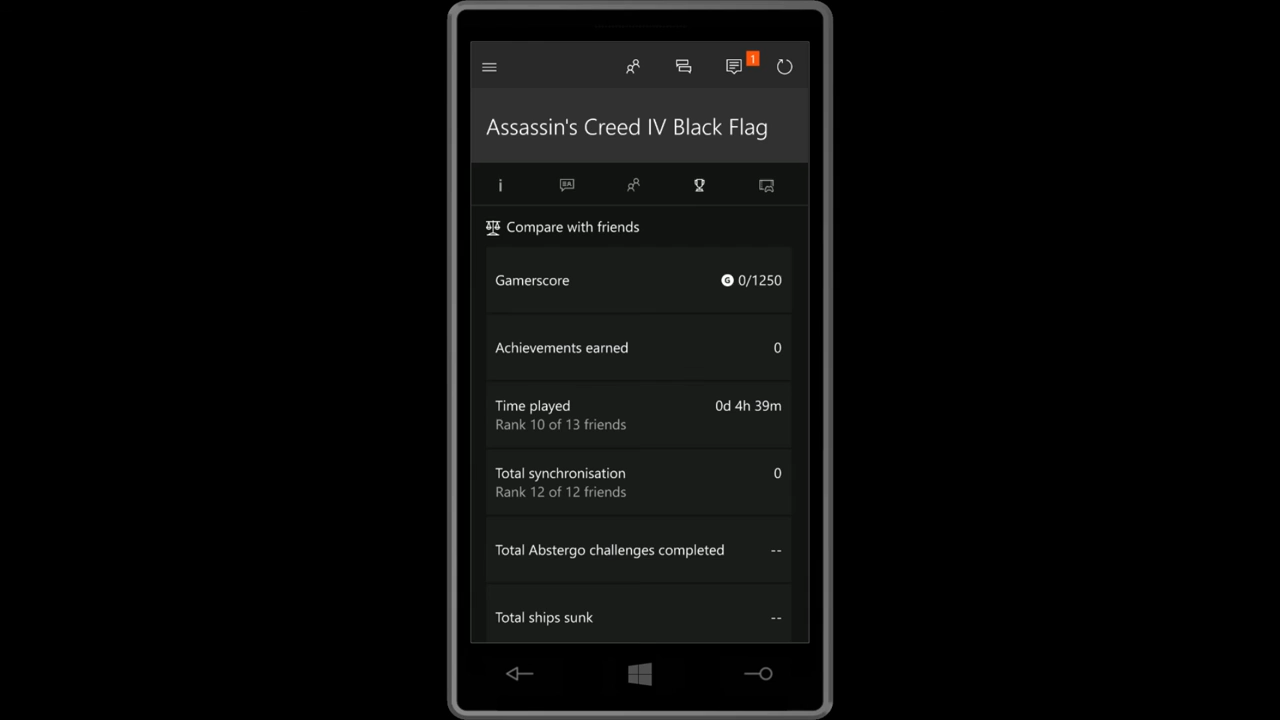 1
Assassin's Creed IV Black Flag
Compare with friends
Gamerscore G 0/1250
Achievements earned 0
Time played 0d 4h 39m
Rank 10 of 13 friends
Total synchronisation 0
Rank 12 of 12 friends
Total Abstergo challenges completed --
Total ships sunk --